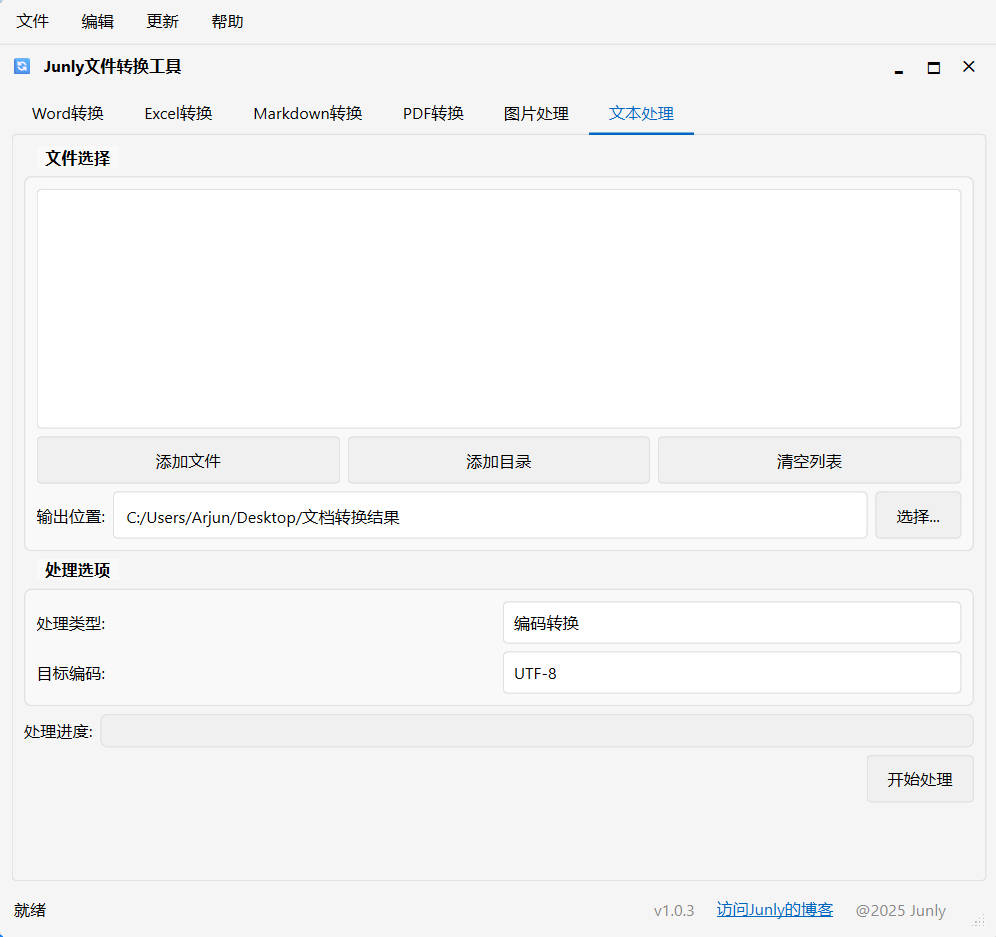 文件 编辑 更新 帮助
Junly文件转换工具
Word转换 Excel转换 Markdown转换 PDF转换 图片处理 文本处理
文件选择
添加文件 添加目录 清空列表
输出位置: C:/Users/Arjun/Desktop/文档转换结果 选择...
处理选项
处理类型: 编码转换
目标编码: UTF-8
处理进度:
开始处理
就绪 v1.0.3 访问Junly的博客 @2025 Junly